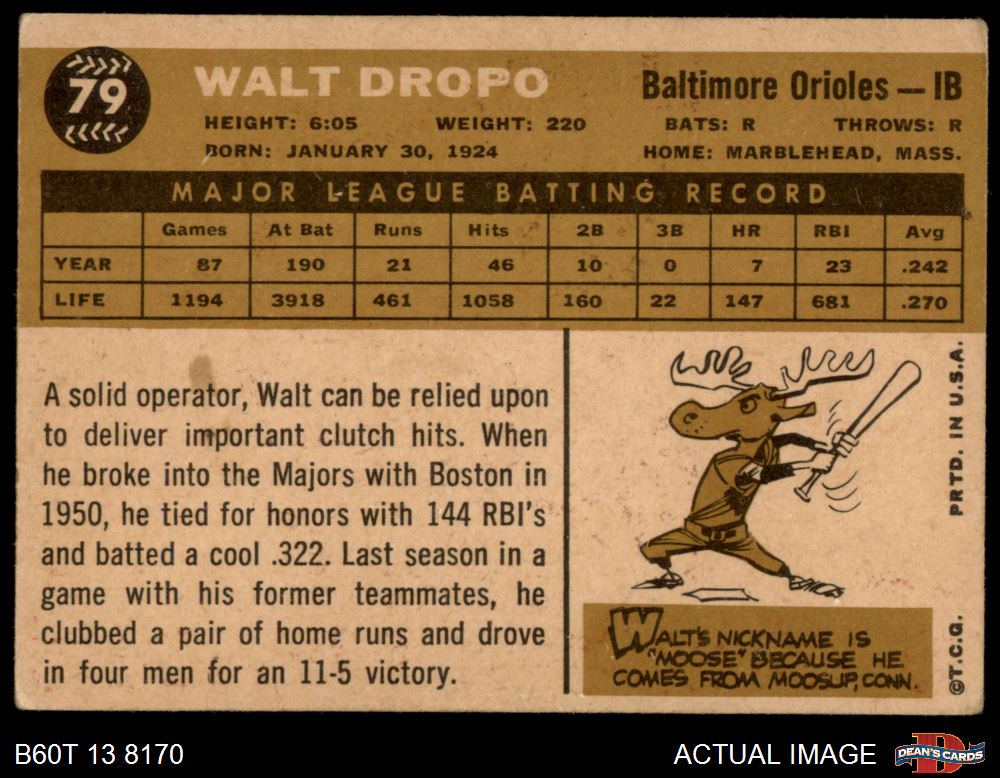 79
WALT DROPO
Baltimore Orioles — 1B
HEIGHT: 6:05 WEIGHT: 220 BATS: R THROWS: R
BORN: JANUARY 30, 1924 HOME: MARBLEHEAD, MASS.
MAJOR LEAGUE BATTING RECORD
Games At Bat Runs Hits 2B 3B HR RBI Avg
YEAR 87 190 21 46 10 0 7 23 .242
LIFE 1194 3918 461 1058 160 22 147 681 .270
A solid operator, Walt can be relied upon
to deliver important clutch hits. When
he broke into the Majors with Boston in
1950, he tied for honors with 144 RBI's
and batted a cool .322. Last season in a
game with his former teammates, he
clubbed a pair of home runs and drove
in four men for an 11-5 victory.
WALT'S NICKNAME IS
"MOOSE" BECAUSE HE
COMES FROM MOOSUP, CONN.
PRTD. IN U.S.A.
©T.C.G.
B60T 13 8170
ACTUAL IMAGE
DEAN'S CARDS